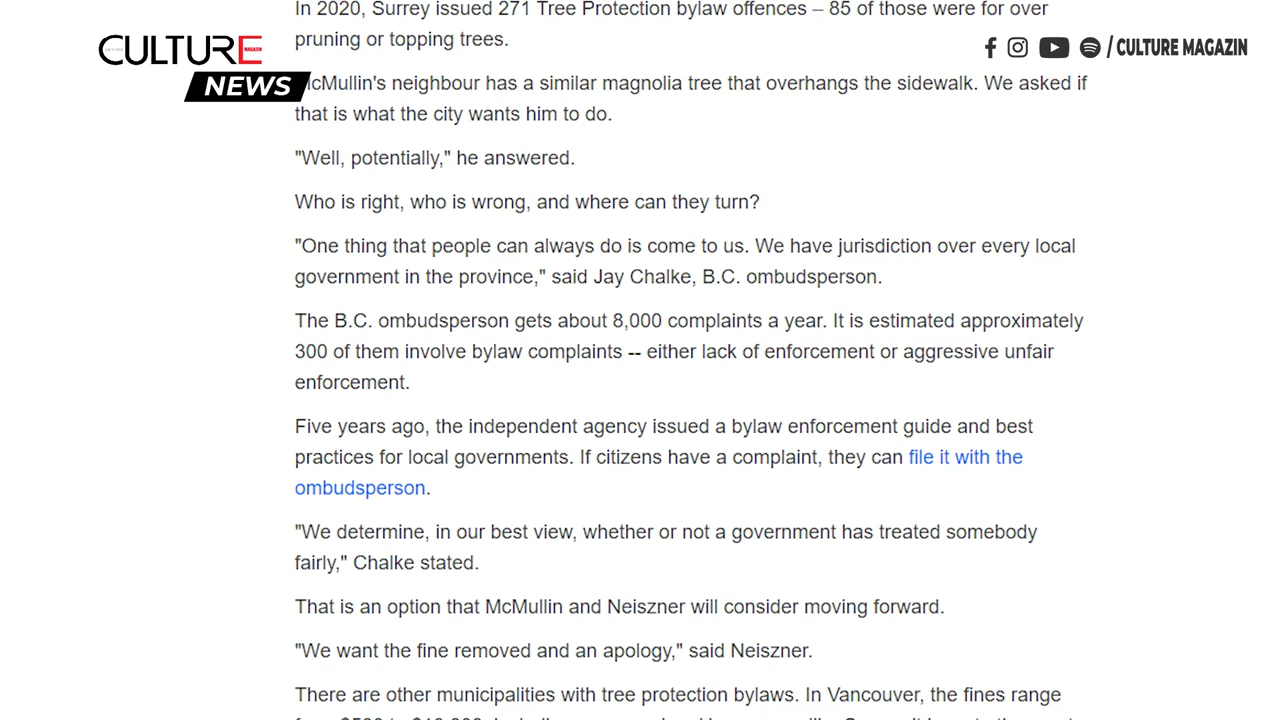 In 2020, Surrey issued 271 Tree Protection bylaw offences – 85 of those were for over
pruning or topping trees.
CULTURE
MAGAZIN
NEWS
/ CULTURE MAGAZIN
McMullin's neighbour has a similar magnolia tree that overhangs the sidewalk. We asked if
that is what the city wants him to do.
"Well, potentially," he answered.
Who is right, who is wrong, and where can they turn?
"One thing that people can always do is come to us. We have jurisdiction over every local
government in the province," said Jay Chalke, B.C. ombudsperson.
The B.C. ombudsperson gets about 8,000 complaints a year. It is estimated approximately
300 of them involve bylaw complaints -- either lack of enforcement or aggressive unfair
enforcement.
Five years ago, the independent agency issued a bylaw enforcement guide and best
practices for local governments. If citizens have a complaint, they can file it with the
ombudsperson.
"We determine, in our best view, whether or not a government has treated somebody
fairly," Chalke stated.
That is an option that McMullin and Neiszner will consider moving forward.
"We want the fine removed and an apology," said Neiszner.
There are other municipalities with tree protection bylaws. In Vancouver, the fines range